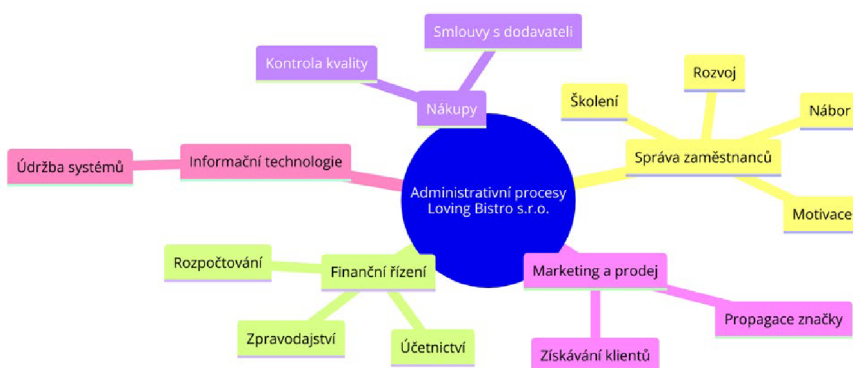 Smlouvy s dodavateli
Kontrola kvality
Nákupy
Rozvoj
Školení
Nábor
Správa zaměstnanců
Motivace
Údržba systémů
Informační technologie
Administrativní procesy
Loving Bistro s.r.o.
Rozpočtování
Finanční řízení
Zpravodajství
Účetnictví
Marketing a prodej
Propagace značky
Získávání klientů